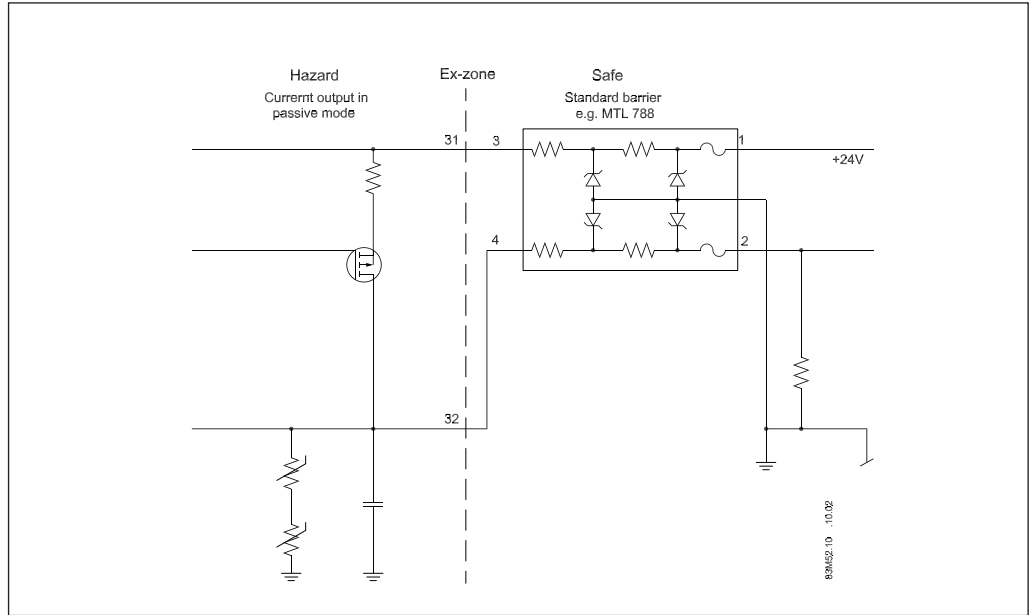 Hazard
Currernt output in
passive mode
Ex-zone
Safe
Standard barrier
e.g. MTL 788
31
3
1
+24V
4
2
32
83M52.10 .10.02